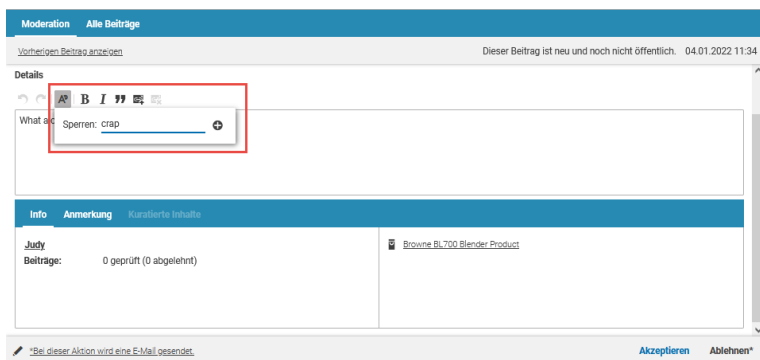 Moderation Alle Beiträge
Vorherigen Beitrag anzeigen Dieser Beitrag ist neu und noch nicht öffentlich. 04.01.2022 11:34
Details
B I
What a
Sperren: crap
Info Anmerkung Kuratierte Inhalte
Judy Browne BL700 Blender Product
Beiträge: 0 geprüft (0 abgelehnt)
*Bei dieser Aktion wird eine E-Mail gesendet. Akzeptieren Ablehnen*